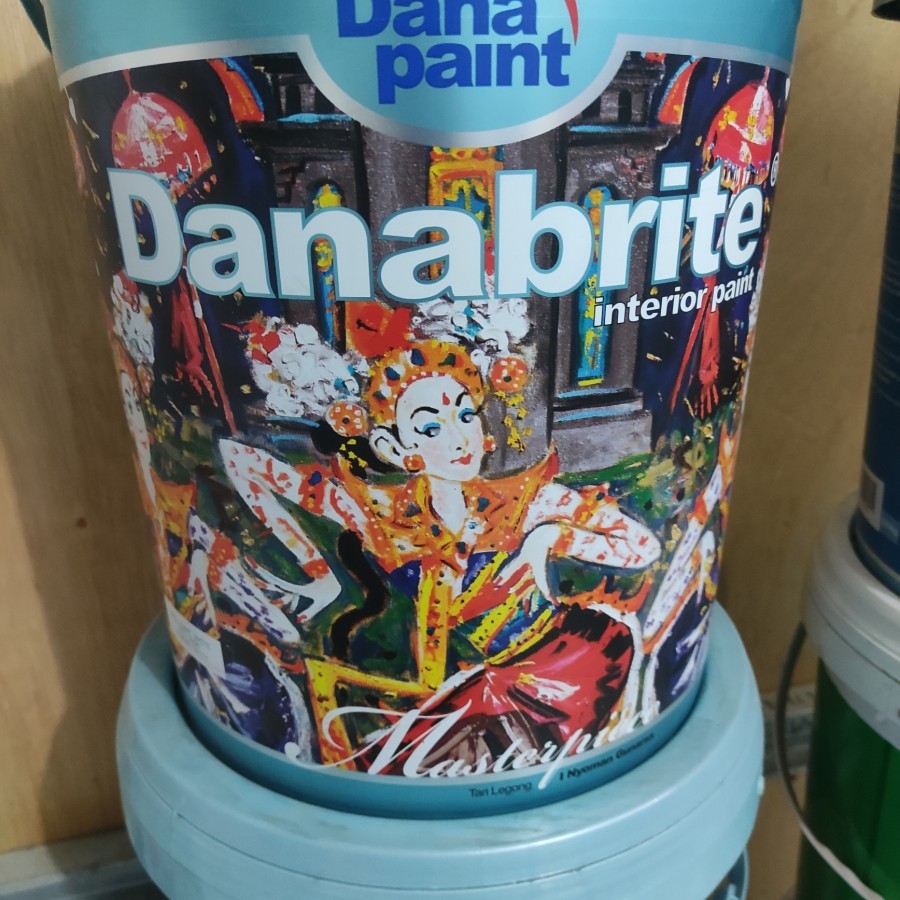 Dana
paint
Danabrite®
interior paint
Masterpiece
Tari Legong
I Nyoman Gunarsa